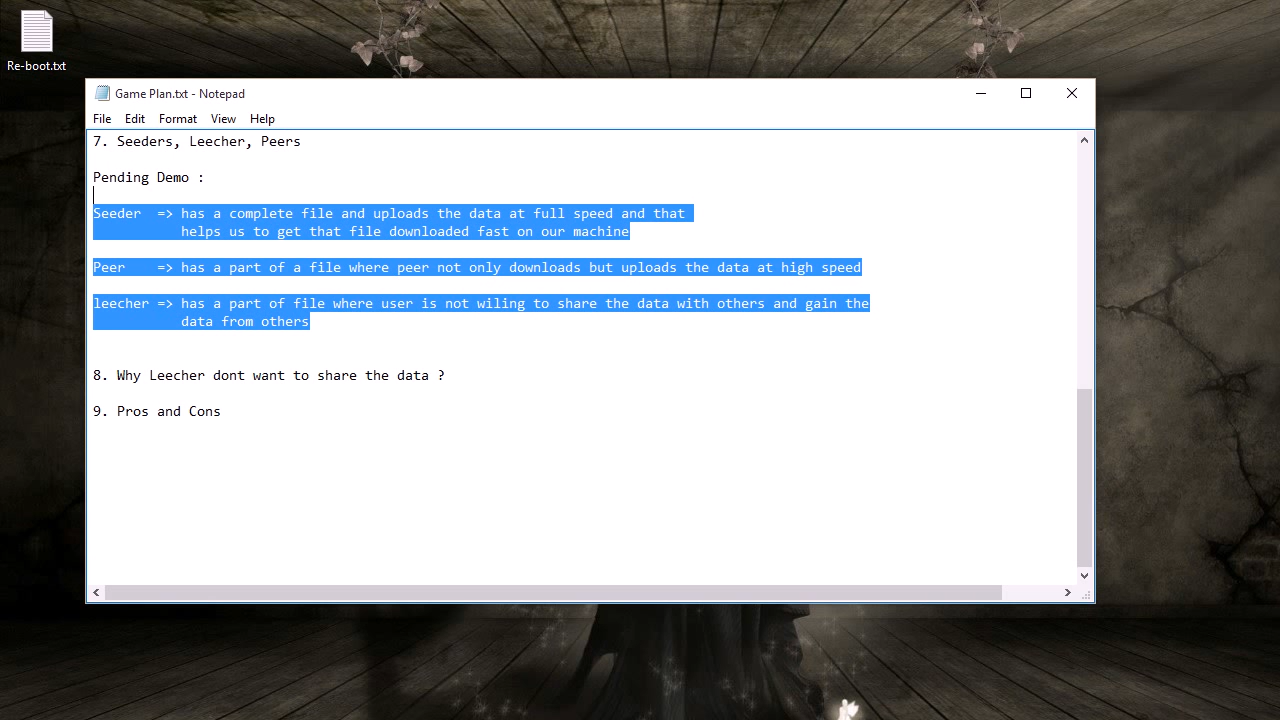 Re-boot.txt
Game Plan.txt - Notepad
File Edit Format View Help
7. Seeders, Leecher, Peers
Pending Demo :
Seeder => has a complete file and uploads the data at full speed and that
helps us to get that file downloaded fast on our machine
Peer => has a part of a file where peer not only downloads but uploads the data at high speed
leecher => has a part of file where user is not wiling to share the data with others and gain the
data from others
8. Why Leecher dont want to share the data ?
9. Pros and Cons